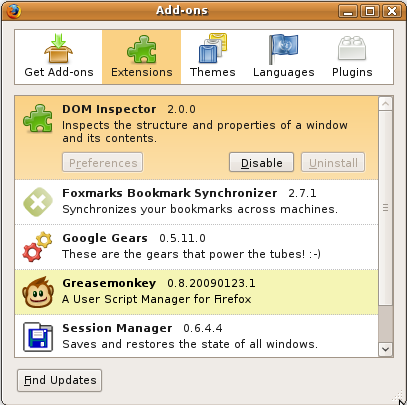 Add-ons
Get Add-ons Extensions Themes Languages Plugins
DOM Inspector 2.0.0
Inspects the structure and properties of a window
and its contents.
Preferences Disable Uninstall
Foxmarks Bookmark Synchronizer 2.7.1
Synchronizes your bookmarks across machines.
Google Gears 0.5.11.0
These are the gears that power the tubes! :-)
Greasemonkey 0.8.20090123.1
A User Script Manager for Firefox
Session Manager 0.6.4.4
Saves and restores the state of all windows.
Find Updates